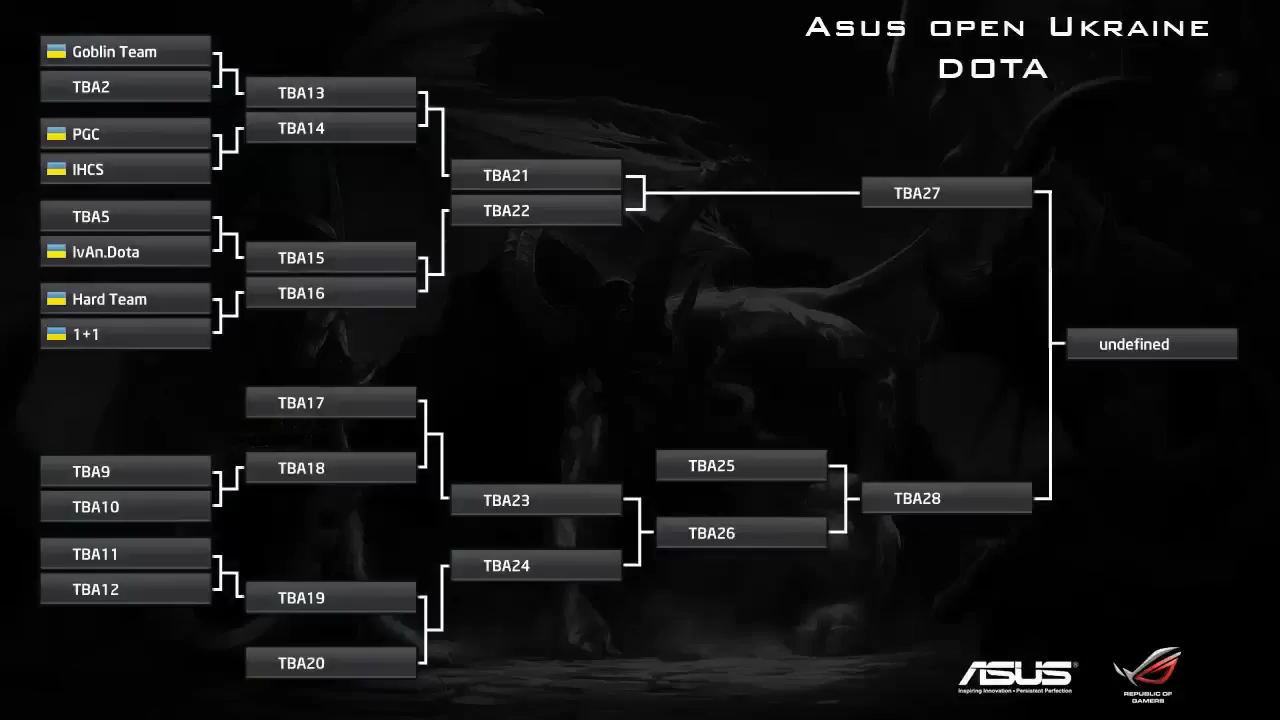 Asus open Ukraine
DOTA
Goblin Team
TBA2
PGC
IHCS
TBA5
IvAn.Dota
Hard Team
1+1
TBA9
TBA10
TBA11
TBA12
TBA13
TBA14
TBA15
TBA16
TBA17
TBA18
TBA19
TBA20
TBA21
TBA22
TBA23
TBA24
TBA25
TBA26
TBA27
TBA28
undefined
ASUS®
Inspiring Innovation • Persistent Perfection
REPUBLIC OF
GAMERS